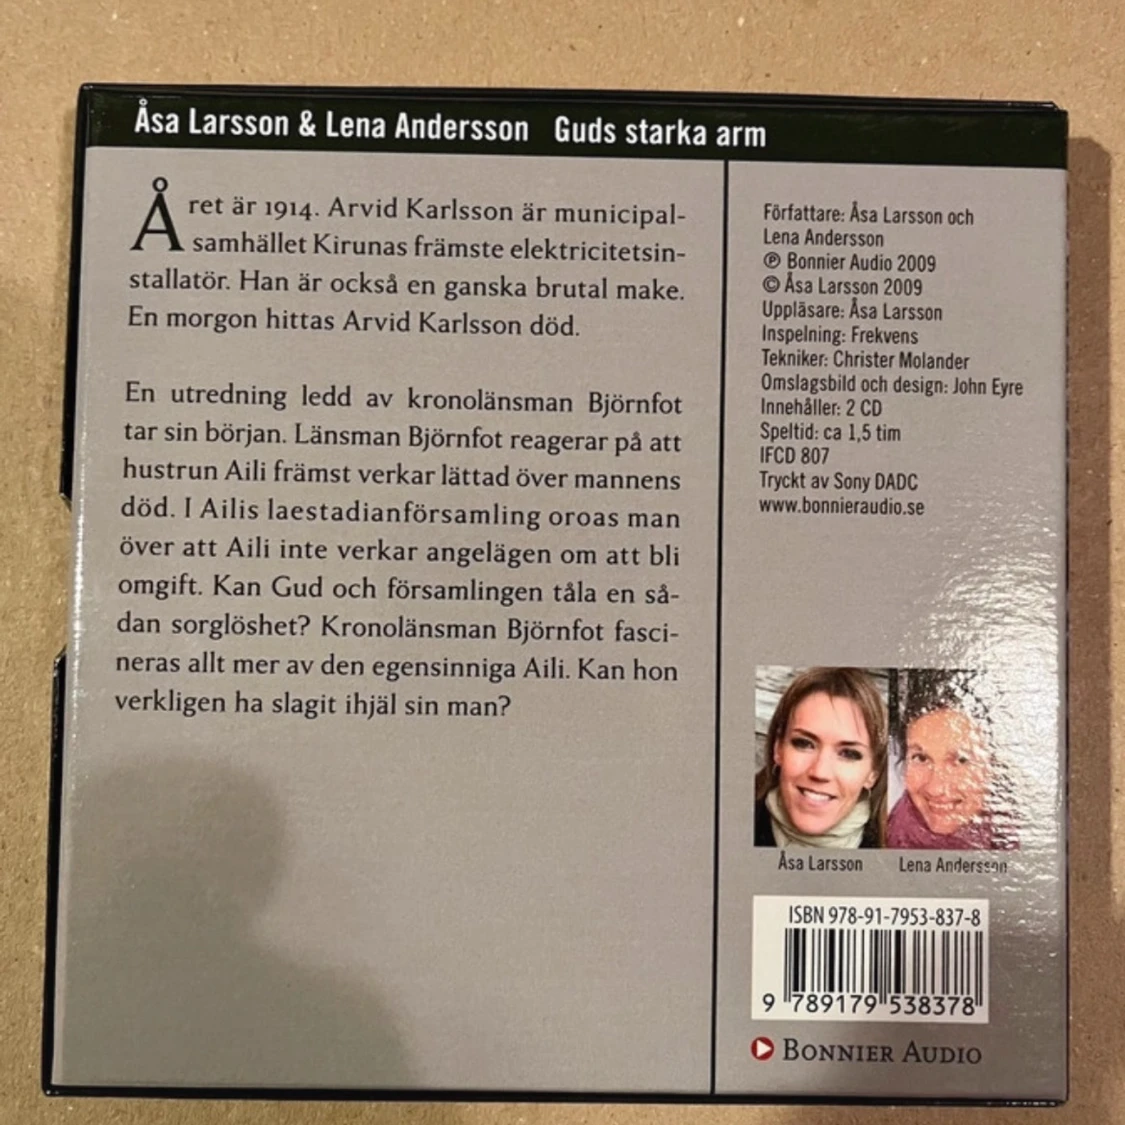 Åsa Larsson & Lena Andersson Guds starka arm
Året är 1914. Arvid Karlsson är municipal-
samhället Kirunas främste elektricitetsin-
stallatör. Han är också en ganska brutal make.
En morgon hittas Arvid Karlsson död.
En utredning ledd av kronolänsman Björnfot
tar sin början. Länsman Björnfot reagerar på att
hustrun Aili främst verkar lättad över mannens
död. I Ailis laestadianförsamling oroas man
över att Aili inte verkar angelägen om att bli
omgift. Kan Gud och församlingen tåla en så-
dan sorglöshet? Kronolänsman Björnfot fasci-
neras allt mer av den egensinniga Aili. Kan hon
verkligen ha slagit ihjäl sin man?
Författare: Åsa Larsson och
Lena Andersson
℗ Bonnier Audio 2009
© Åsa Larsson 2009
Uppläsare: Åsa Larsson
Inspelning: Frekvens
Tekniker: Christer Molander
Omslagsbild och design: John Eyre
Innehåller: 2 CD
Speltid: ca 1,5 tim
IFCD 807
Tryckt av Sony DADC
www.bonnieraudio.se
Åsa Larsson Lena Andersson
ISBN 978-91-7953-837-8
9 789179 538378
Bonnier Audio